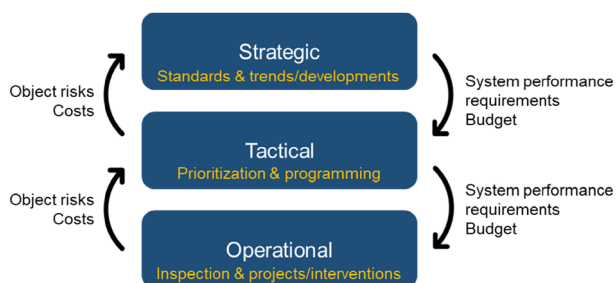 Strategic
Standards & trends/developments
Object risks
Costs
System performance
requirements
Budget
Tactical
Prioritization & programming
Object risks
Costs
System performance
requirements
Budget
Operational
Inspection & projects/interventions